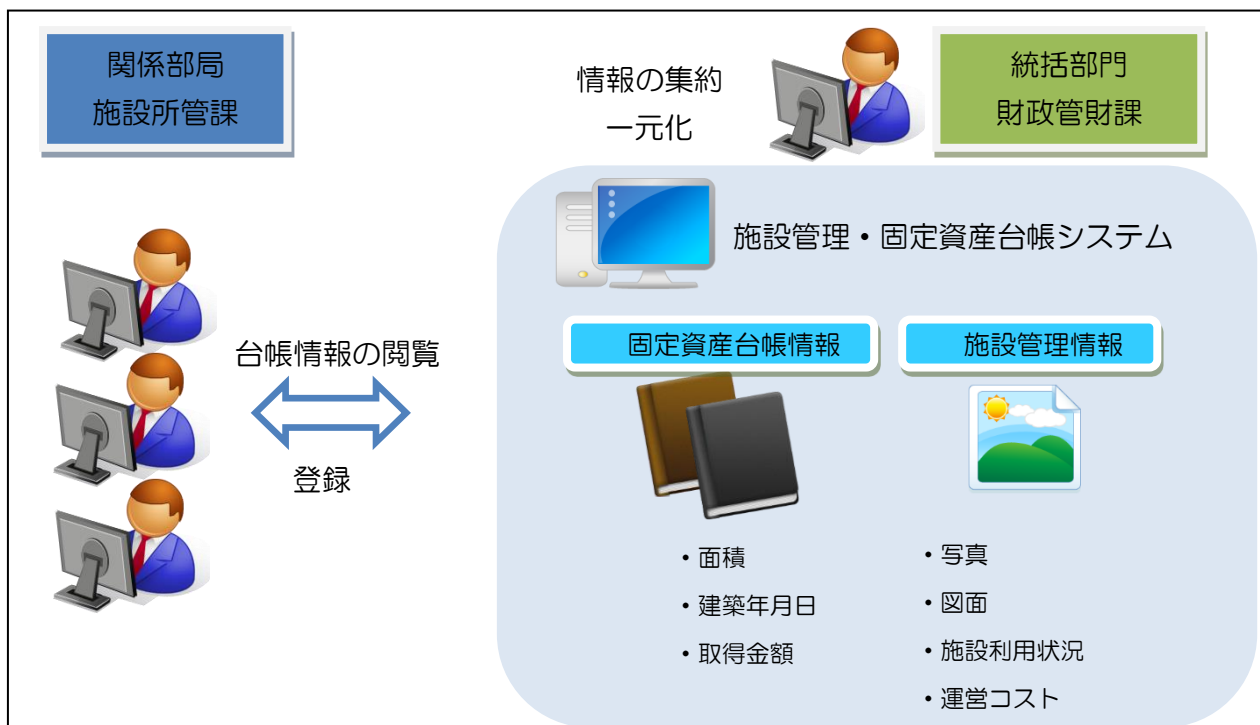 関係部局
施設所管課
情報の集約
一元化
統括部門
財政管財課
施設管理・固定資産台帳システム
台帳情報の閲覧
登録
固定資産台帳情報
・面積
・建築年月日
・取得金額
施設管理情報
・写真
・図面
・施設利用状況
・運営コスト